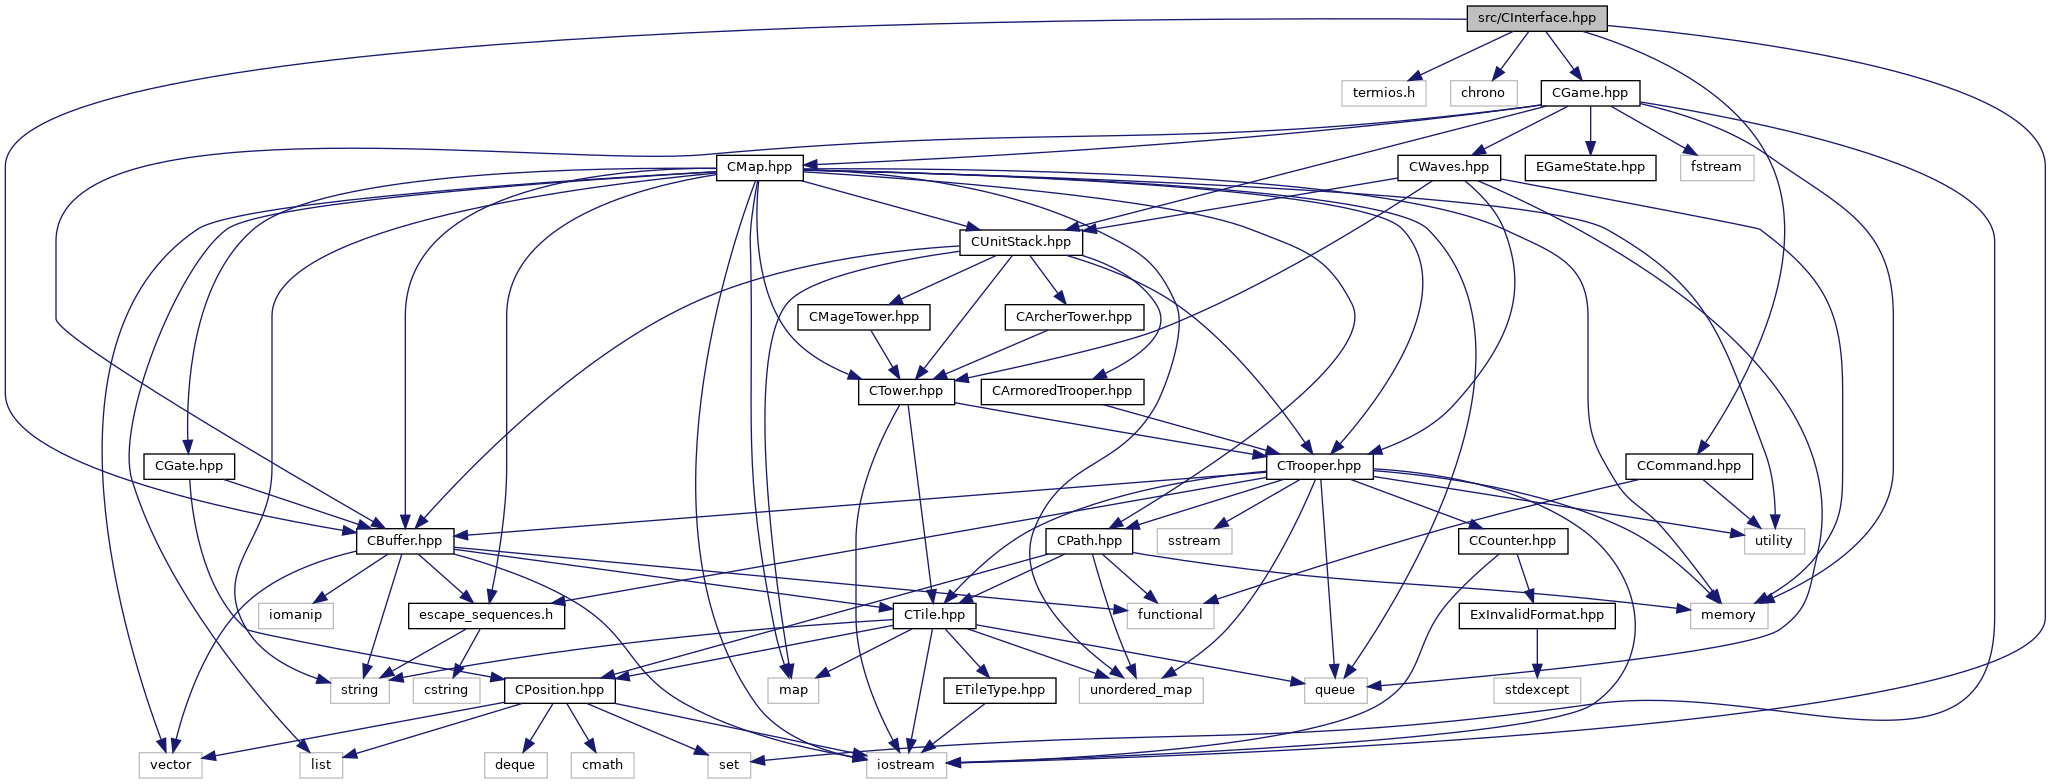 src/CInterface.hpp
termios.h
chrono
CGame.hpp
CMap.hpp
CWaves.hpp
EGameState.hpp
fstream
CUnitStack.hpp
CMageTower.hpp
CArcherTower.hpp
CTower.hpp
CArmoredTrooper.hpp
CGate.hpp
CTrooper.hpp
CCommand.hpp
CBuffer.hpp
CPath.hpp
sstream
CCounter.hpp
utility
iomanip
escape_sequences.h
CTile.hpp
functional
ExInvalidFormat.hpp
memory
string
cstring
CPosition.hpp
map
ETileType.hpp
unordered_map
queue
stdexcept
vector
list
deque
cmath
set
iostream